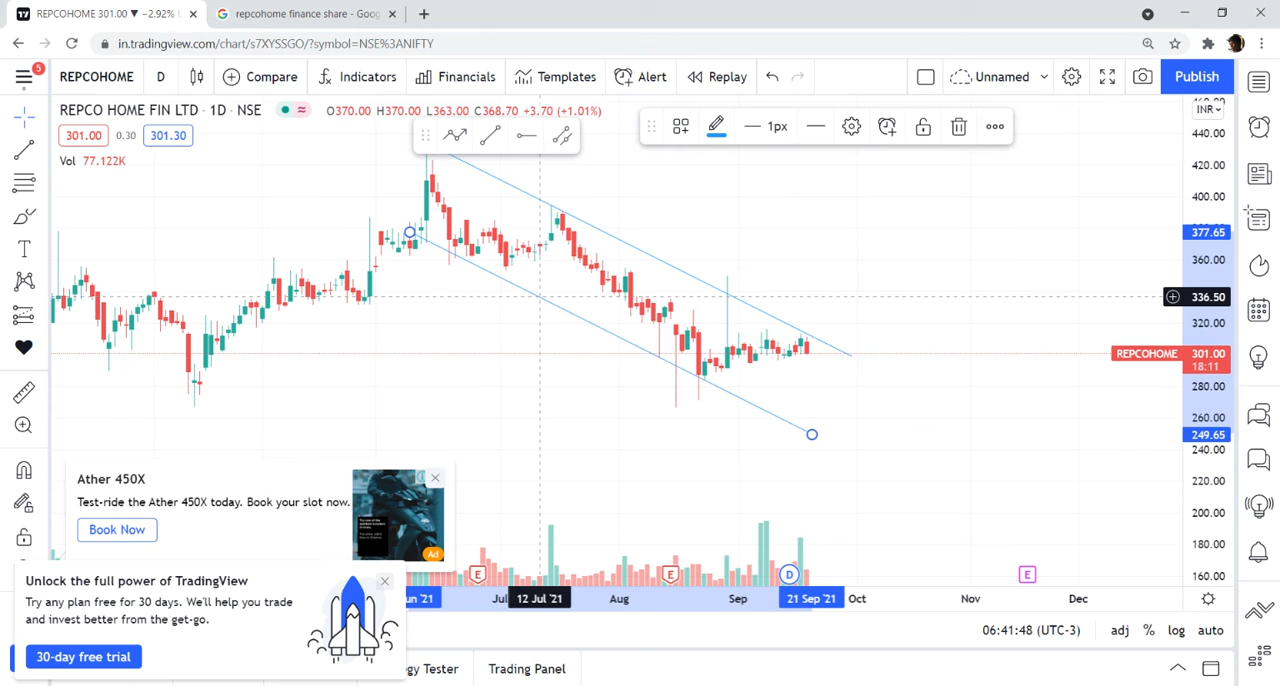 REPCOHOME 301.00 ▼ −2.92%
repcohome finance share - Goog
in.tradingview.com/chart/s7XYSSGO/?symbol=NSE%3ANIFTY
5
REPCOHOME D Compare Indicators Financials Templates Alert Replay Unnamed Publish
REPCO HOME FIN LTD · 1D · NSE O370.00 H370.00 L363.00 C368.70 +3.70 (+1.01%)
INR
301.00 0.30 301.30
1px
Vol 77.122K
440.00
420.00
400.00
377.65
360.00
336.50
320.00
REPCOHOME 301.00
18:11
280.00
260.00
249.65
240.00
220.00
200.00
180.00
160.00
Ather 450X
Test-ride the Ather 450X today. Book your slot now.
Book Now
Ad
E E D E
Unlock the full power of TradingView
Try any plan free for 30 days. We'll help you trade
and invest better from the get-go.
30-day free trial
un '21 Jul 12 Jul '21 Aug Sep 21 Sep '21 Oct Nov Dec
06:41:48 (UTC-3) adj % log auto
gy Tester Trading Panel